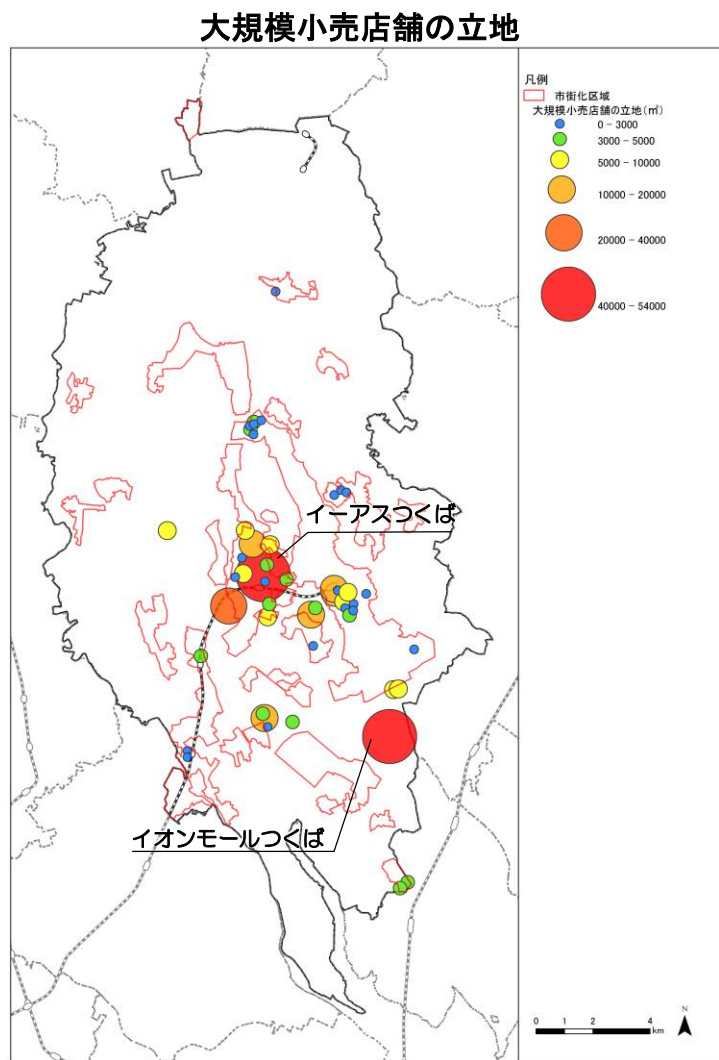 大規模小売店舗の立地
凡例
市街化区域
大規模小売店舗の立地(㎡)
0 - 3000
3000 - 5000
5000 - 10000
10000 - 20000
20000 - 40000
40000 - 54000
イーアスつくば
イオンモールつくば
0 1 2 4
km
N